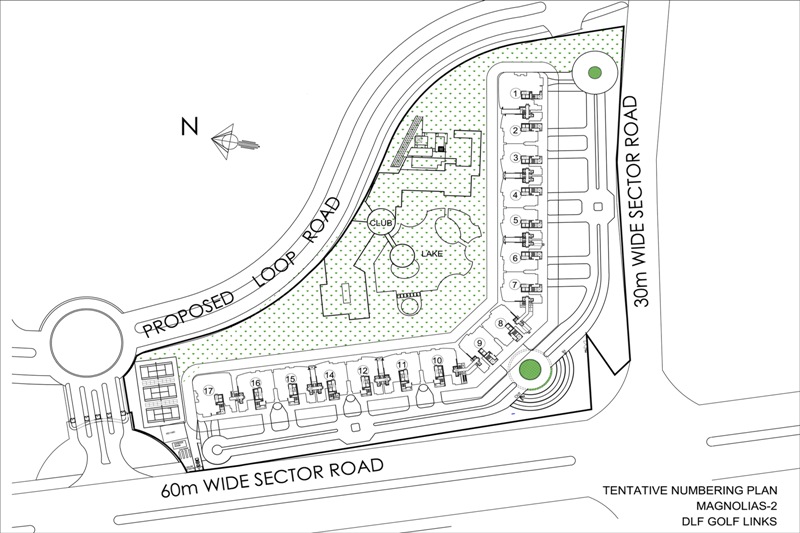 N
PROPOSED LOOP ROAD
30m WIDE SECTOR ROAD
1
2
3
4
5
6
7
8
9
10
11
12
14
15
16
17
CLUB
LAKE
60m WIDE SECTOR ROAD
TENTATIVE NUMBERING PLAN
MAGNOLIAS-2
DLF GOLF LINKS